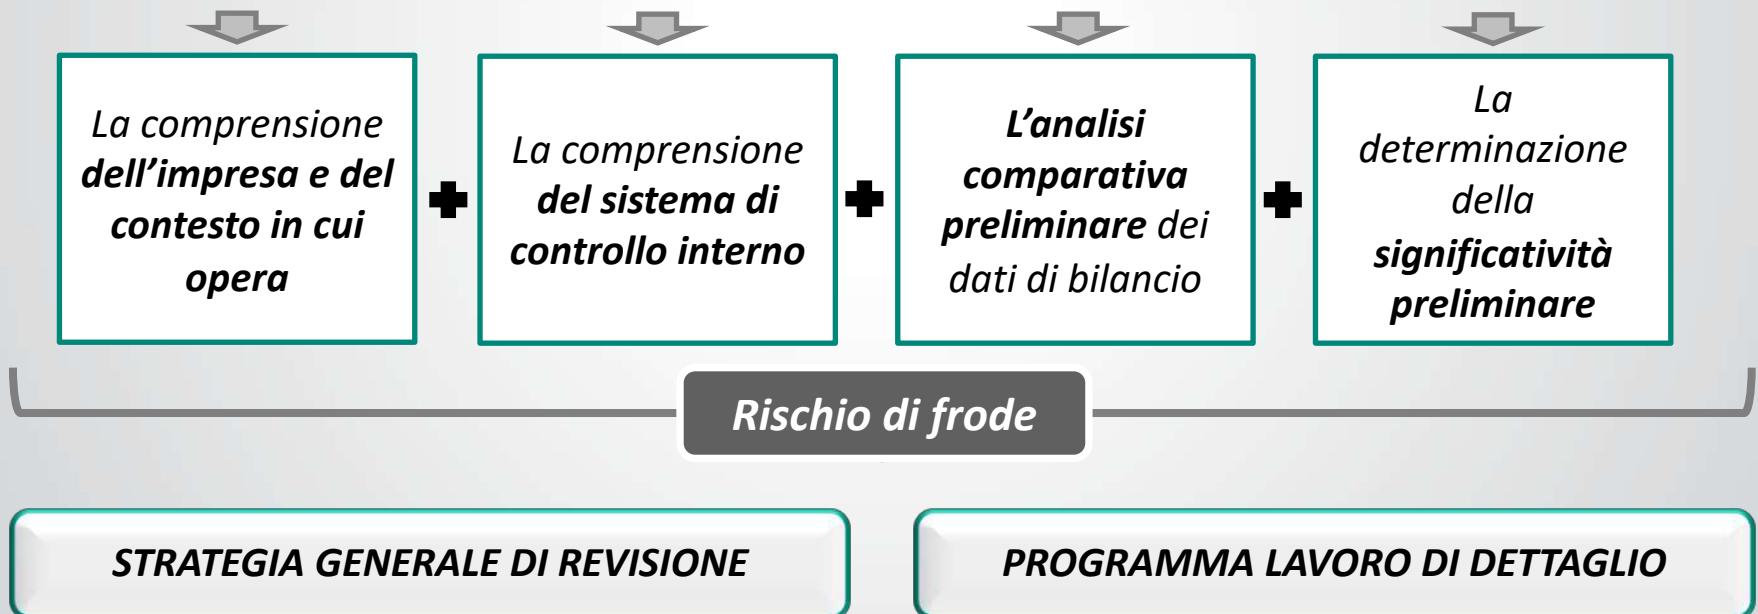 La comprensione
dell'impresa e del
contesto in cui
opera
La comprensione
del sistema di
controllo interno
L'analisi
comparativa
preliminare dei
dati di bilancio
La
determinazione
della
significatività
preliminare
Rischio di frode
STRATEGIA GENERALE DI REVISIONE
PROGRAMMA LAVORO DI DETTAGLIO